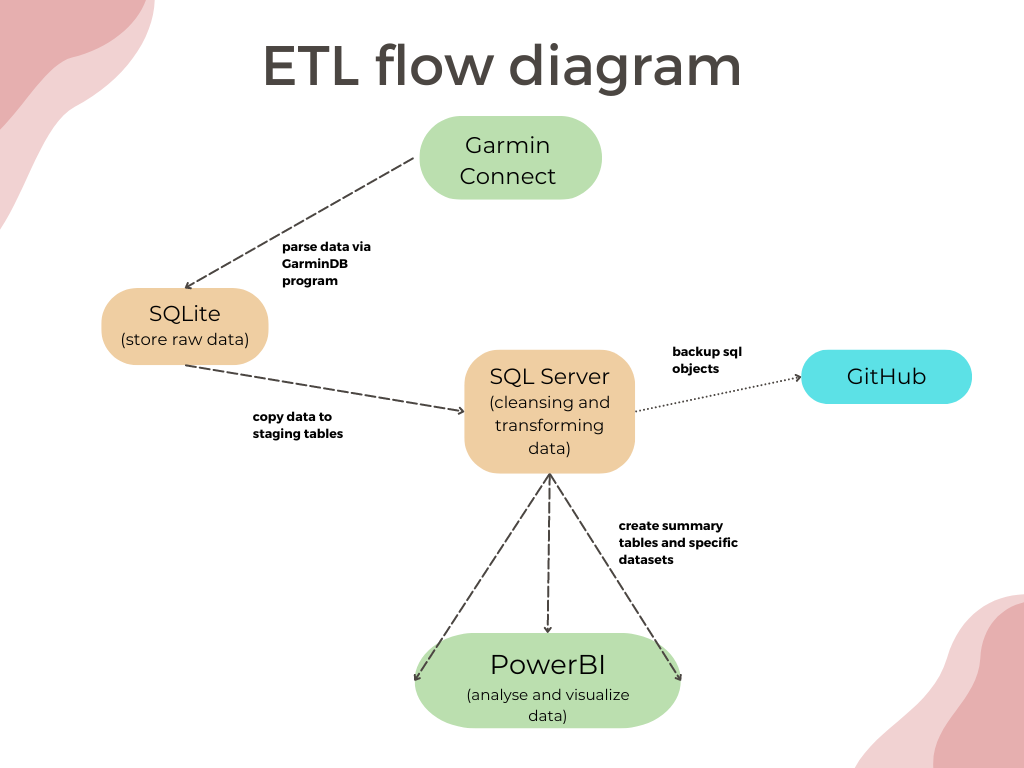 ETL flow diagram
Garmin
Connect
parse data via
GarminDB
program
SQLite
(store raw data)
copy data to
staging tables
SQL Server
(cleansing and
transforming
data)
backup sql
objects
GitHub
create summary
tables and specific
datasets
PowerBI
(analyse and visualize
data)